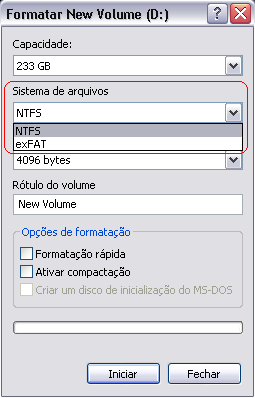 Formatar New Volume (D:)
Capacidade:
233 GB
Sistema de arquivos
NTFS
NTFS
exFAT
4096 bytes
Rótulo do volume
New Volume
Opções de formatação
Formatação rápida
Ativar compactação
Criar um disco de inicialização do MS-DOS
Iniciar
Fechar